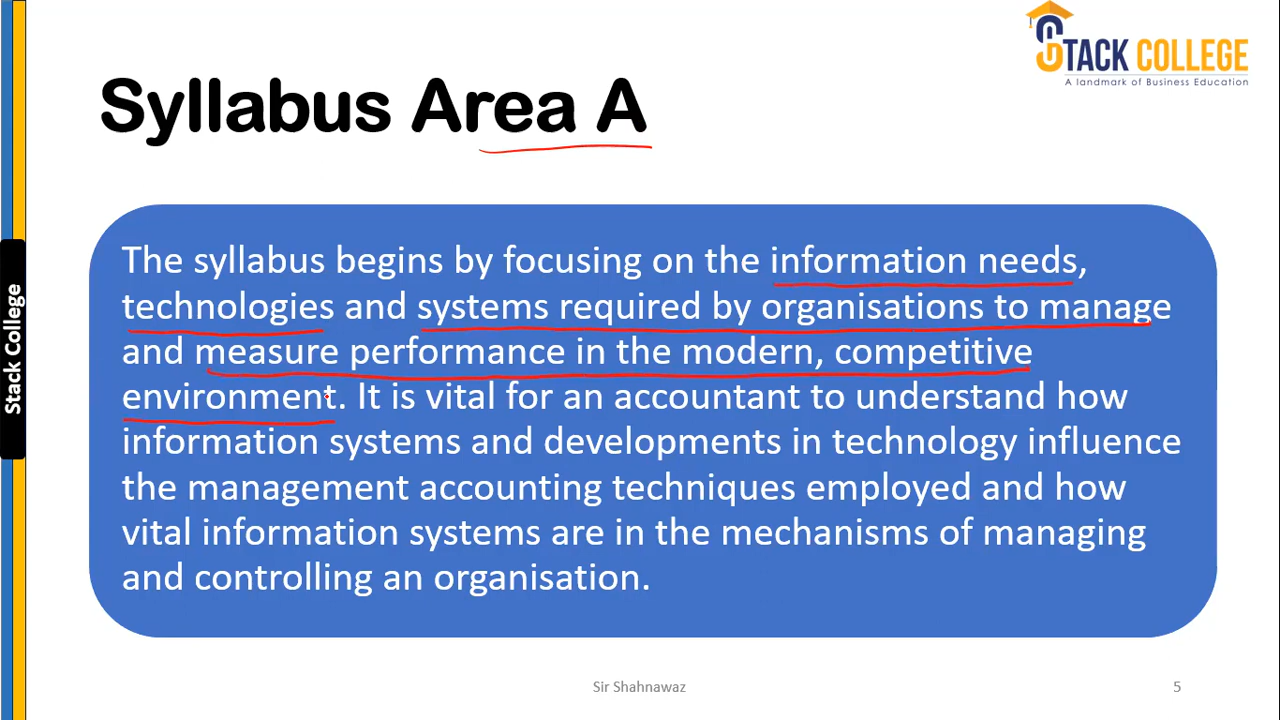 STACK COLLEGE
A landmark of Business Education
Syllabus Area A
The syllabus begins by focusing on the information needs,
technologies and systems required by organisations to manage
and measure performance in the modern, competitive
environment. It is vital for an accountant to understand how
information systems and developments in technology influence
the management accounting techniques employed and how
vital information systems are in the mechanisms of managing
and controlling an organisation.
Stack College
Sir Shahnawaz
5